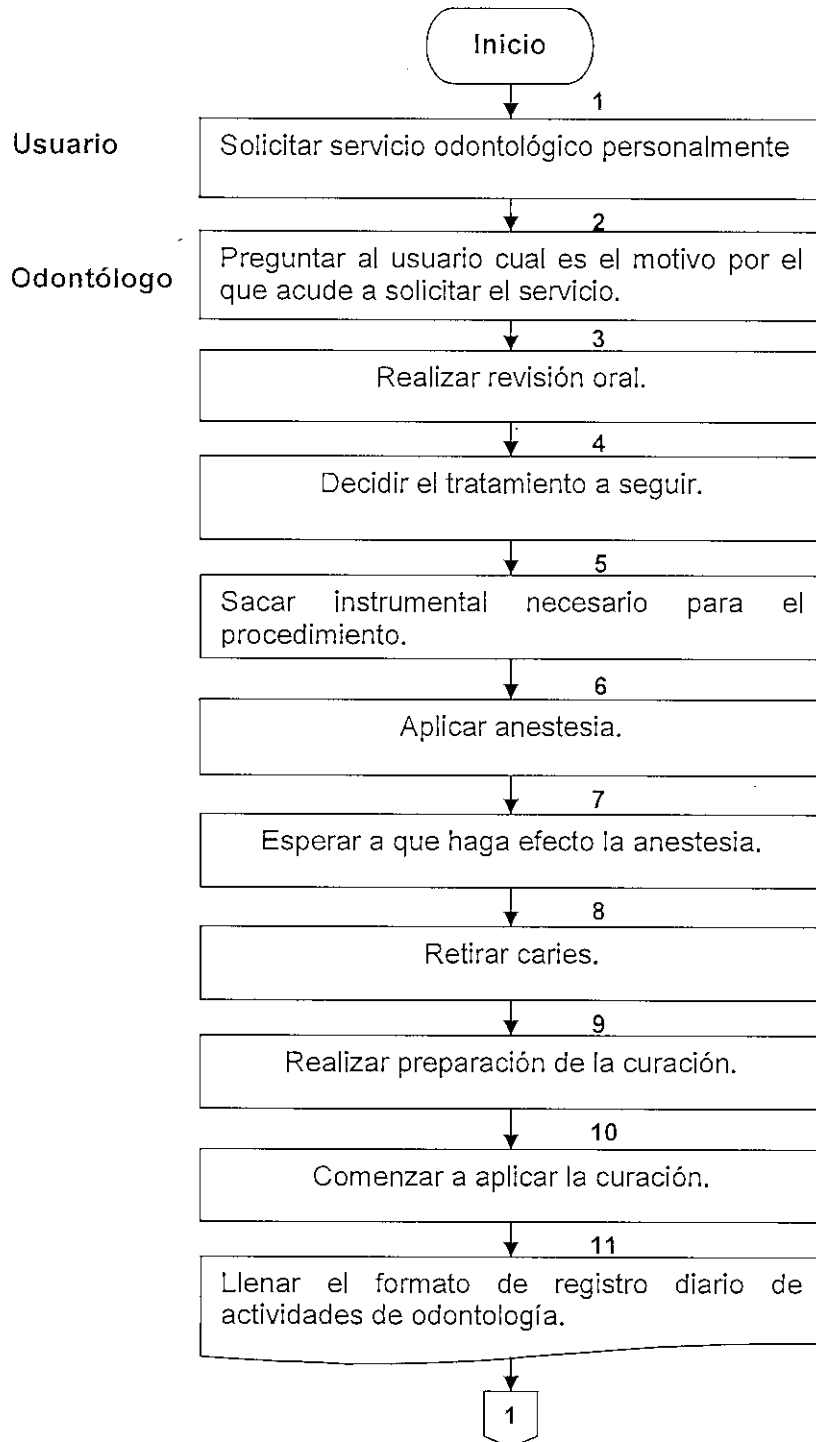 Inicio
1
Usuario
Solicitar servicio odontológico personalmente
2
Odontólogo
Preguntar al usuario cual es el motivo por el
que acude a solicitar el servicio.
3
Realizar revisión oral.
4
Decidir el tratamiento a seguir.
5
Sacar instrumental necesario para el
procedimiento.
6
Aplicar anestesia.
7
Esperar a que haga efecto la anestesia.
8
Retirar caries.
9
Realizar preparación de la curación.
10
Comenzar a aplicar la curación.
11
Llenar el formato de registro diario de
actividades de odontología.
1